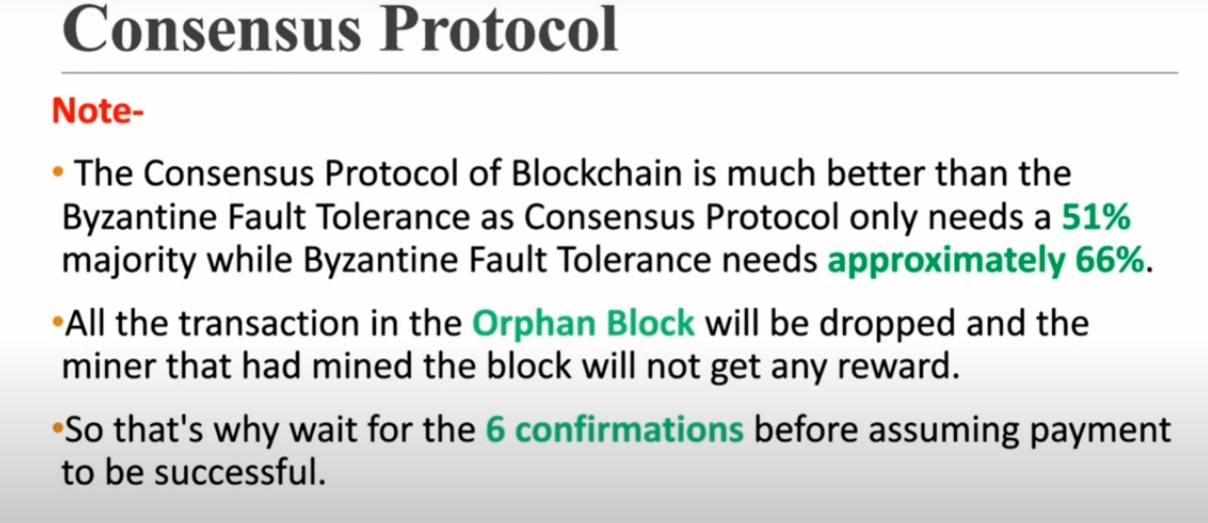 Consensus Protocol
Note-
• The Consensus Protocol of Blockchain is much better than the
Byzantine Fault Tolerance as Consensus Protocol only needs a 51%
majority while Byzantine Fault Tolerance needs approximately 66%.
•All the transaction in the Orphan Block will be dropped and the
miner that had mined the block will not get any reward.
•So that's why wait for the 6 confirmations before assuming payment
to be successful.